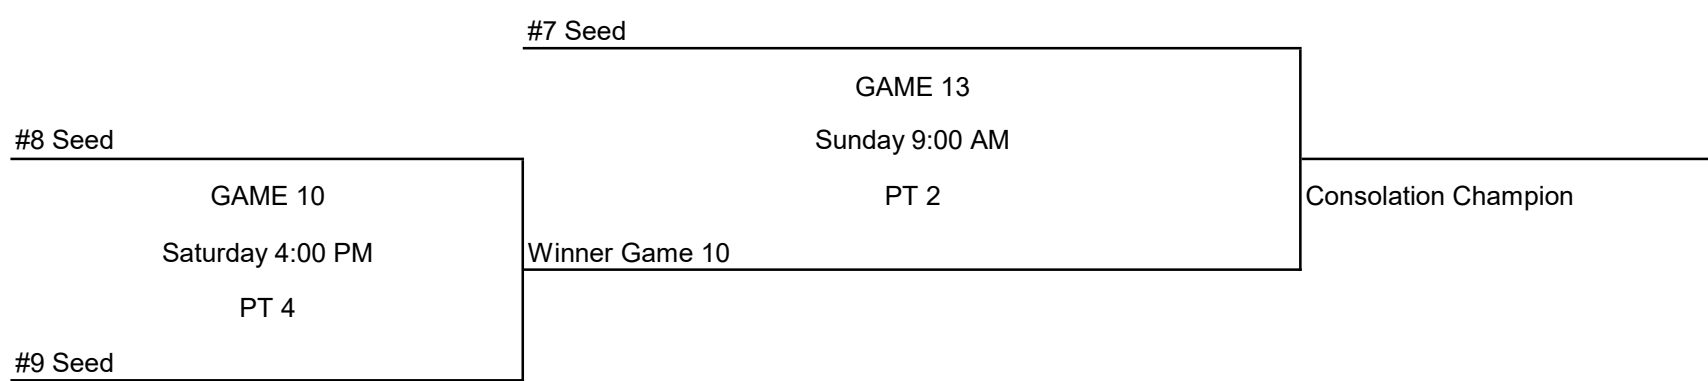 #7 Seed
GAME 13
#8 Seed
Sunday 9:00 AM
GAME 10
PT 2
Consolation Champion
Saturday 4:00 PM
Winner Game 10
PT 4
#9 Seed